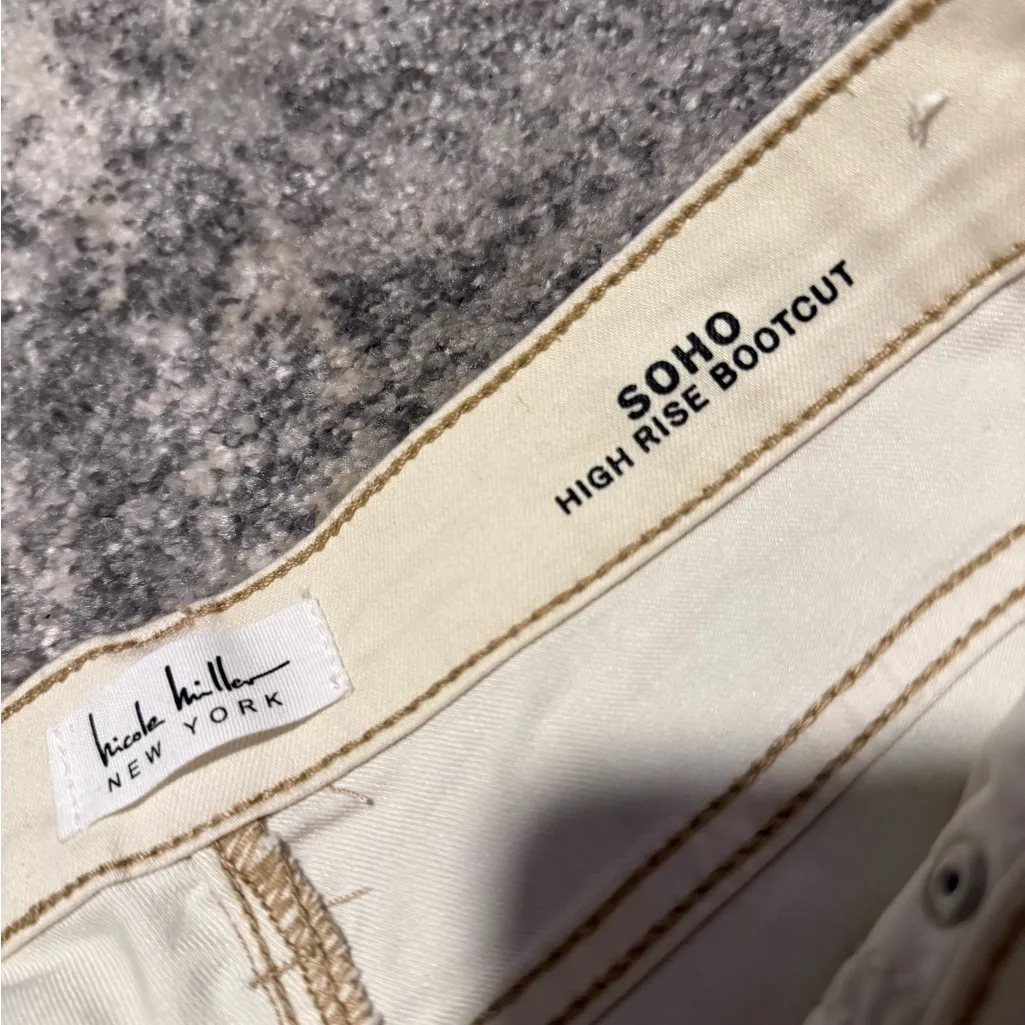 SOHO
HIGH RISE BOOTCUT
nicole miller
NEW YORK